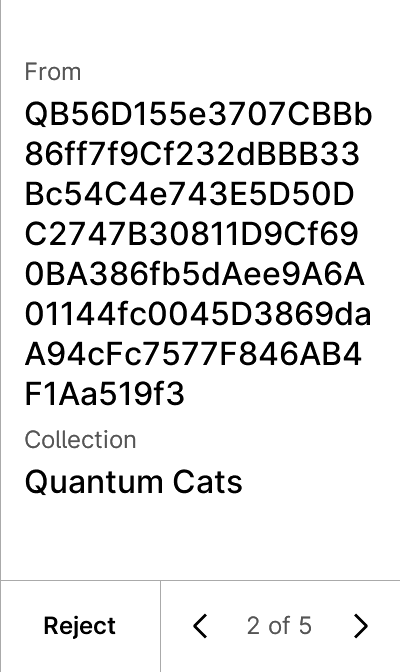 From
QB56D155e3707CBBb
86ff7f9Cf232dBBB33
Bc54C4e743E5D50D
C2747B30811D9Cf69
0BA386fb5dAee9A6A
01144fc0045D3869da
A94cFc7577F846AB4
F1Aa519f3
Collection
Quantum Cats
Reject
2 of 5